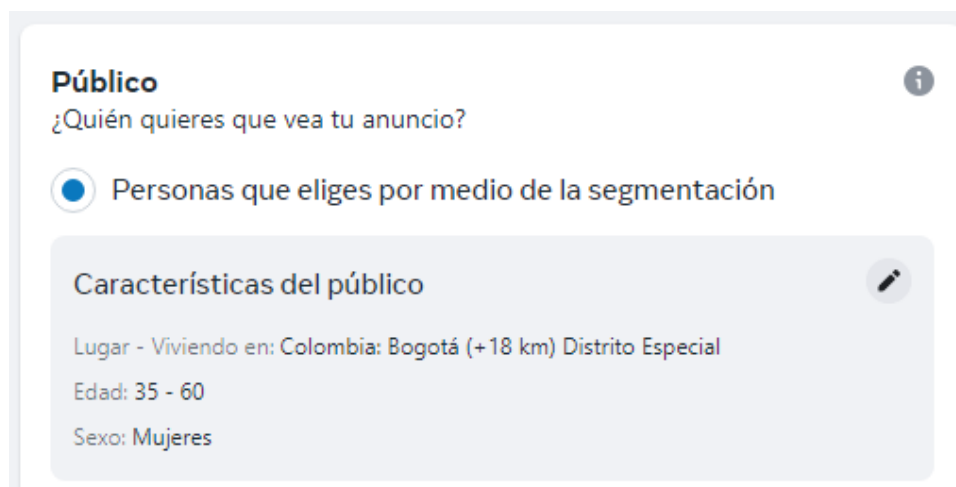 Público
¿Quién quieres que vea tu anuncio?
Personas que eliges por medio de la segmentación
Características del público
Lugar - Viviendo en: Colombia: Bogotá (+18 km) Distrito Especial
Edad: 35 - 60
Sexo: Mujeres